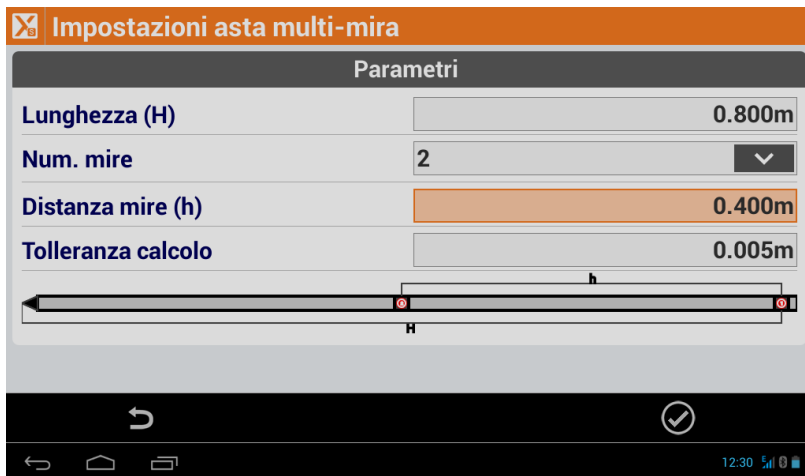 Impostazioni asta multi-mira
Parametri
Lunghezza (H) 0.800m
Num. mire 2
Distanza mire (h) 0.400m
Tolleranza calcolo 0.005m
h
H
12:30